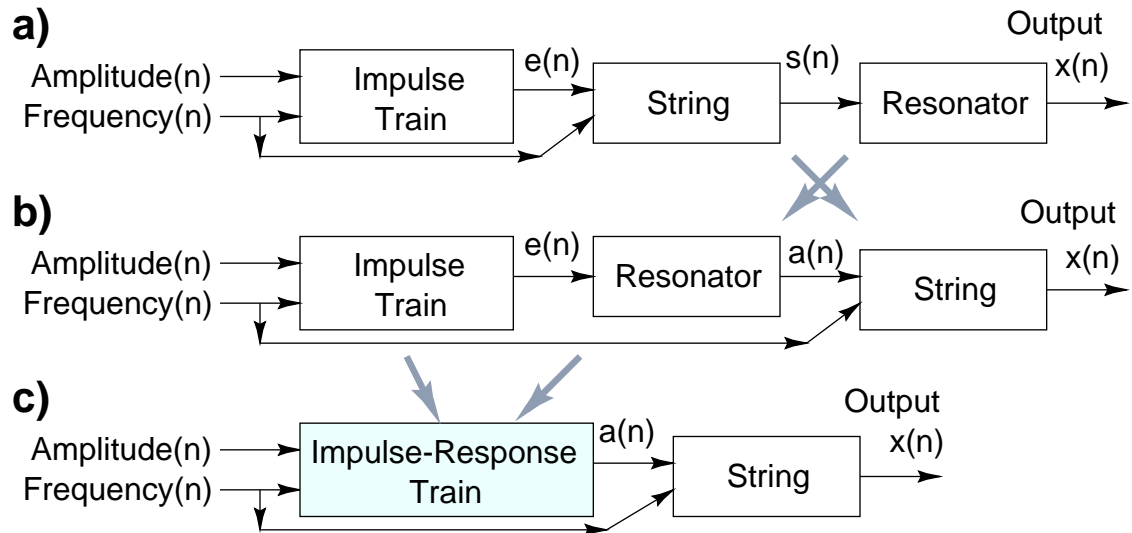 a)
Output
Amplitude(n)
Frequency(n)
Impulse
Train
e(n)
String
s(n)
Resonator
x(n)
b)
Output
Amplitude(n)
Frequency(n)
Impulse
Train
e(n)
Resonator
a(n)
String
x(n)
c)
Output
Amplitude(n)
Frequency(n)
Impulse-Response
Train
a(n)
String
x(n)